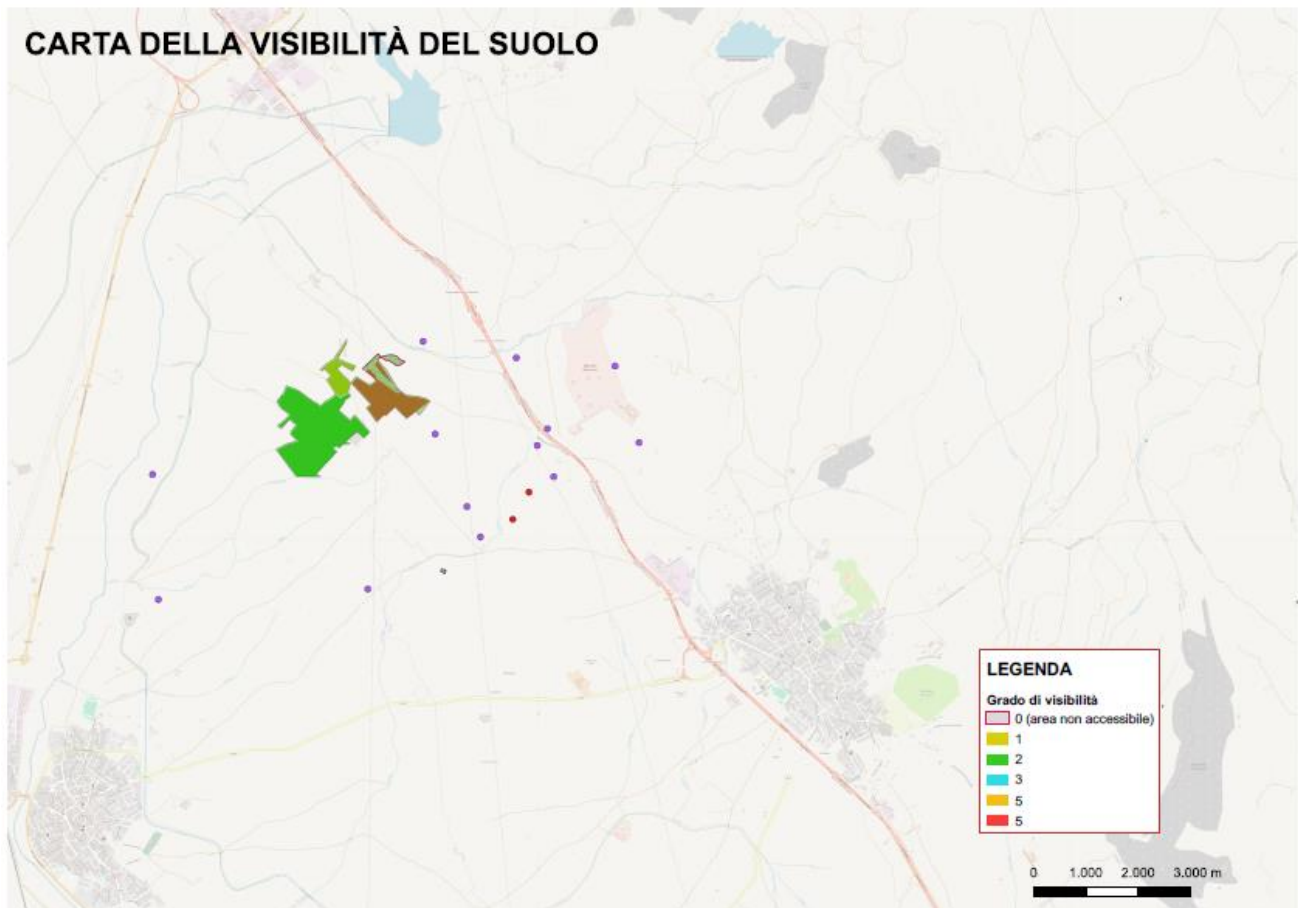 CARTA DELLA VISIBILITÀ DEL SUOLO
LEGENDA
Grado di visibilità
0 (area non accessibile)
1
2
3
5
5
0 1.000 2.000 3.000 m